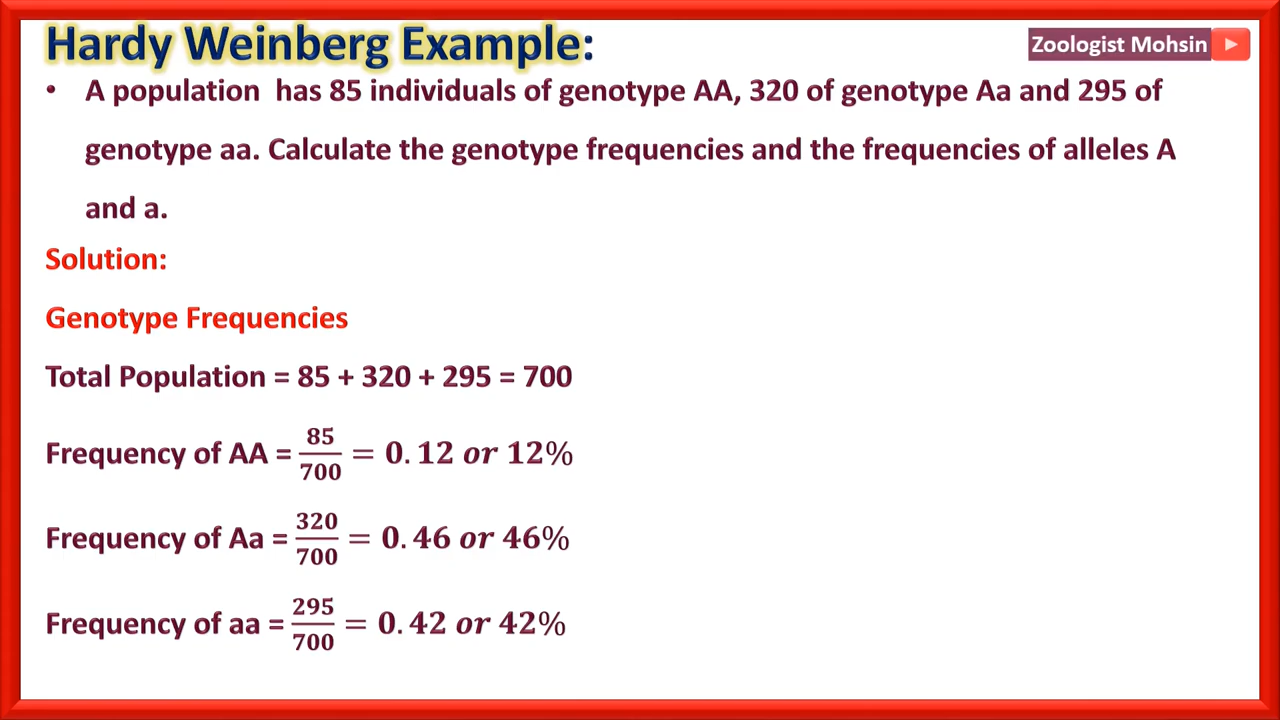 Hardy Weinberg Example:
Zoologist Mohsin
• A population has 85 individuals of genotype AA, 320 of genotype Aa and 295 of
genotype aa. Calculate the genotype frequencies and the frequencies of alleles A
and a.
Solution:
Genotype Frequencies
Total Population = 85 + 320 + 295 = 700
Frequency of AA = 85/700 = 0.12 or 12%
Frequency of Aa = 320/700 = 0.46 or 46%
Frequency of aa = 295/700 = 0.42 or 42%